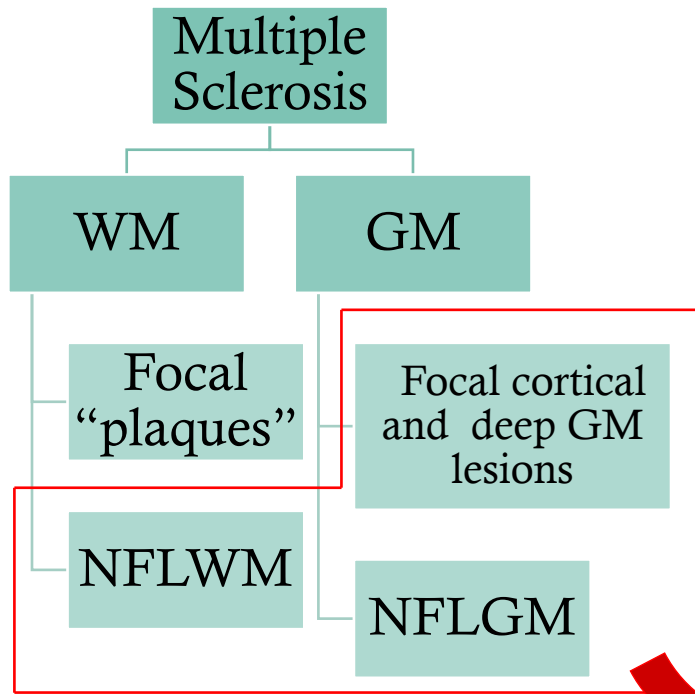 Multiple
Sclerosis
WM
GM
Focal
“plaques”
NFLWM
Focal cortical
and deep GM
lesions
NFLGM